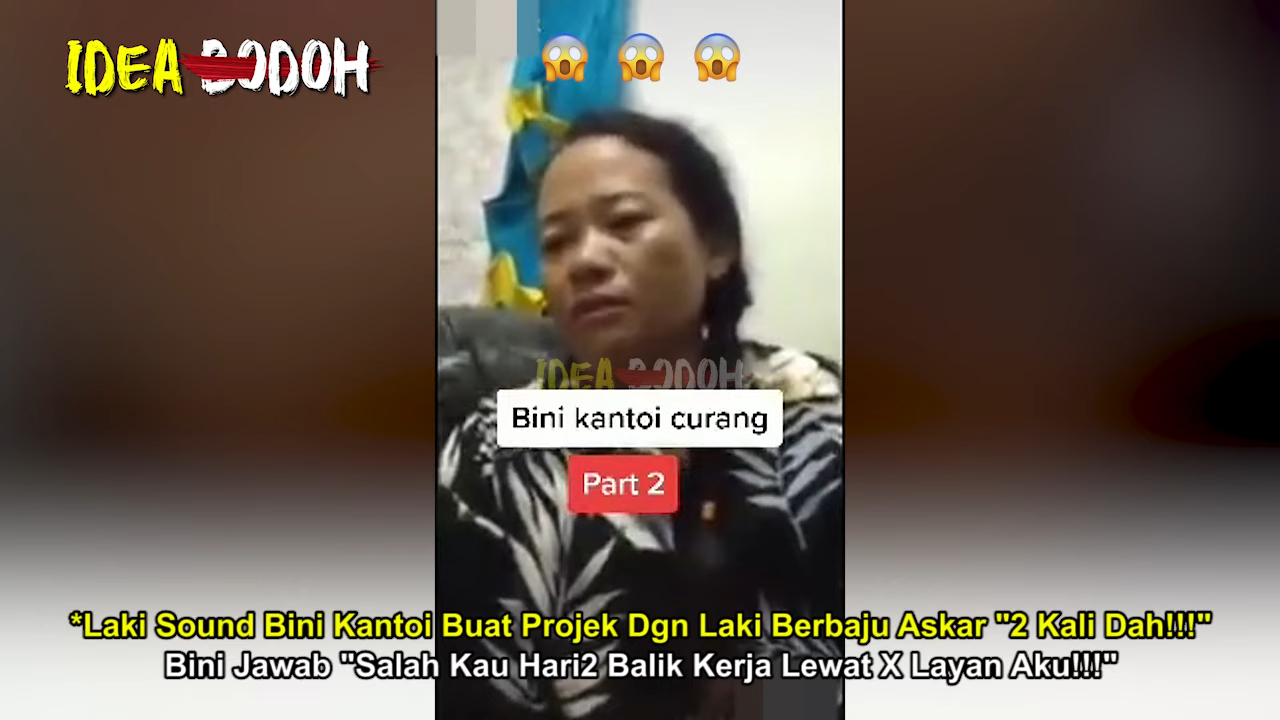 IDEA BODOH
IDEA BODOH
Bini kantoi curang
Part 2
*Laki Sound Bini Kantoi Buat Projek Dgn Laki Berbaju Askar "2 Kali Dah!!!"
Bini Jawab "Salah Kau Hari2 Balik Kerja Lewat X Layan Aku!!!"